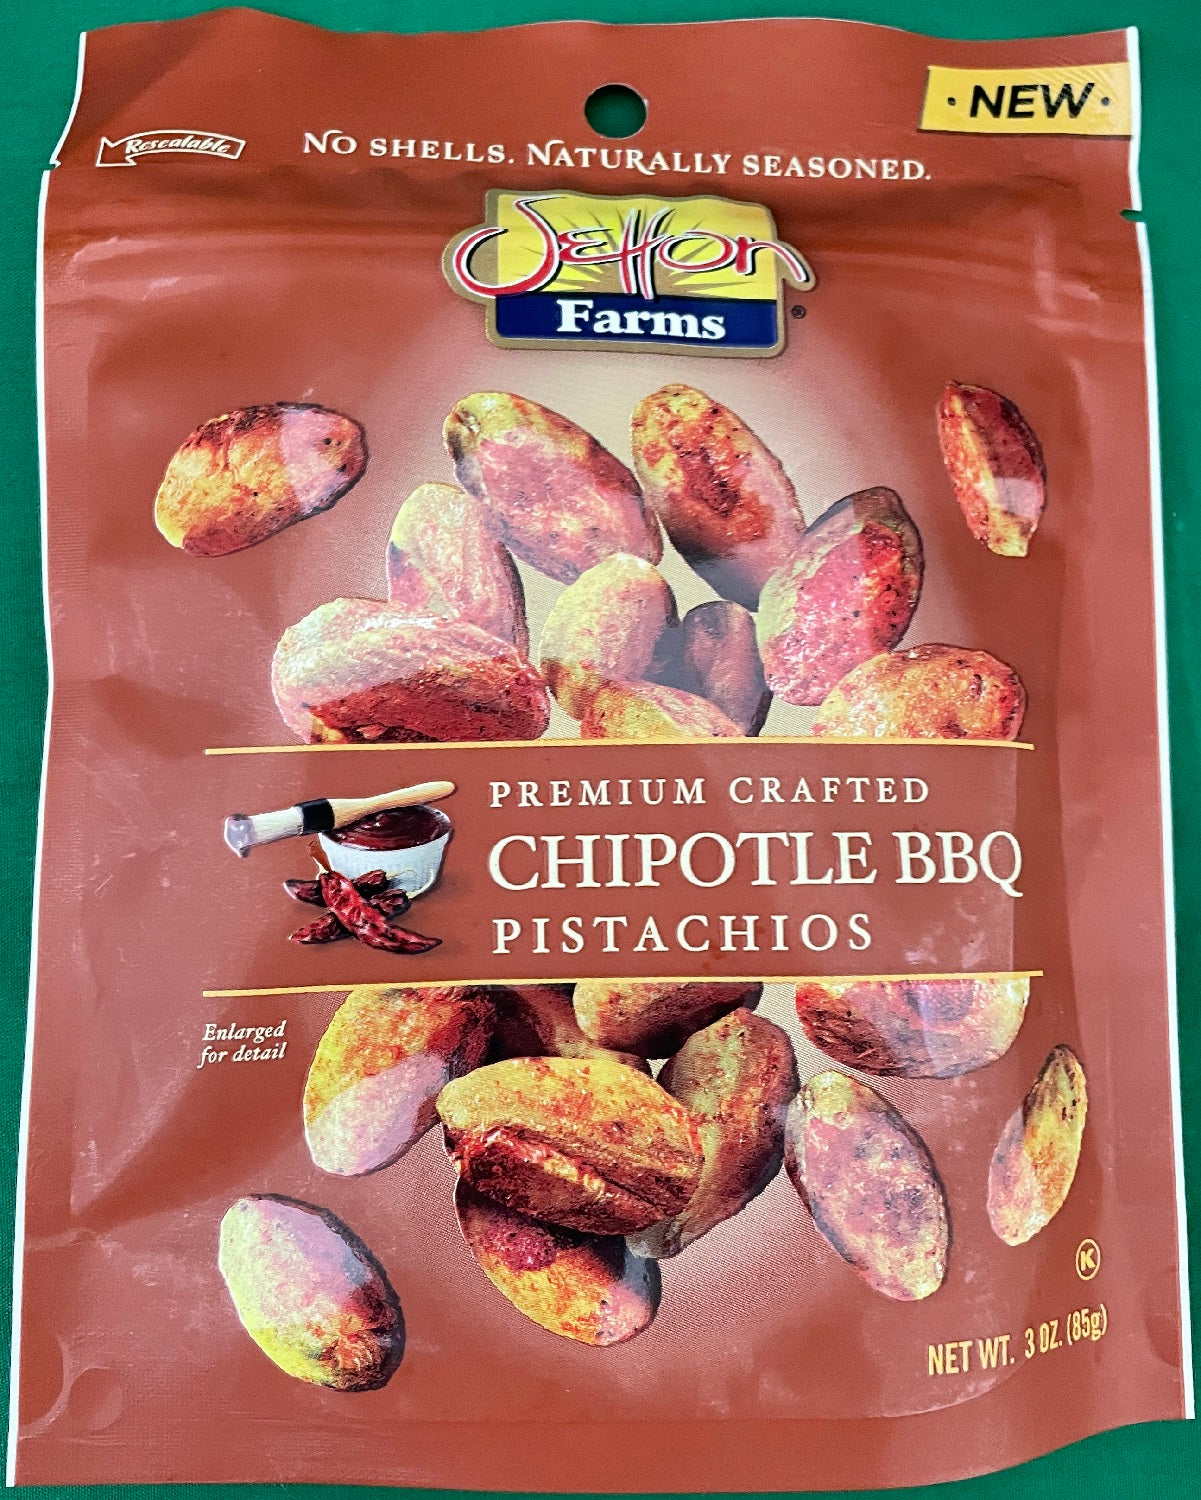 · NEW ·
Resealable
NO SHELLS. NATURALLY SEASONED.
Setton
Farms®
PREMIUM CRAFTED
CHIPOTLE BBQ
PISTACHIOS
Enlarged
for detail
K
NET WT. 3 OZ. (85g)